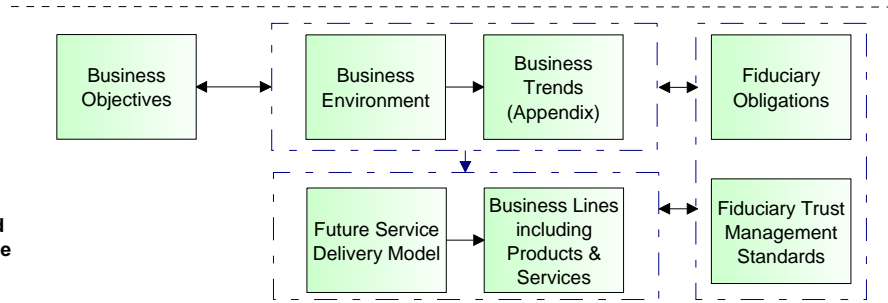 Business
Objectives
Business
Environment
Business
Trends
(Appendix)
Fiduciary
Obligations
Future Service
Delivery Model
Business Lines
including
Products &
Services
Fiduciary Trust
Management
Standards